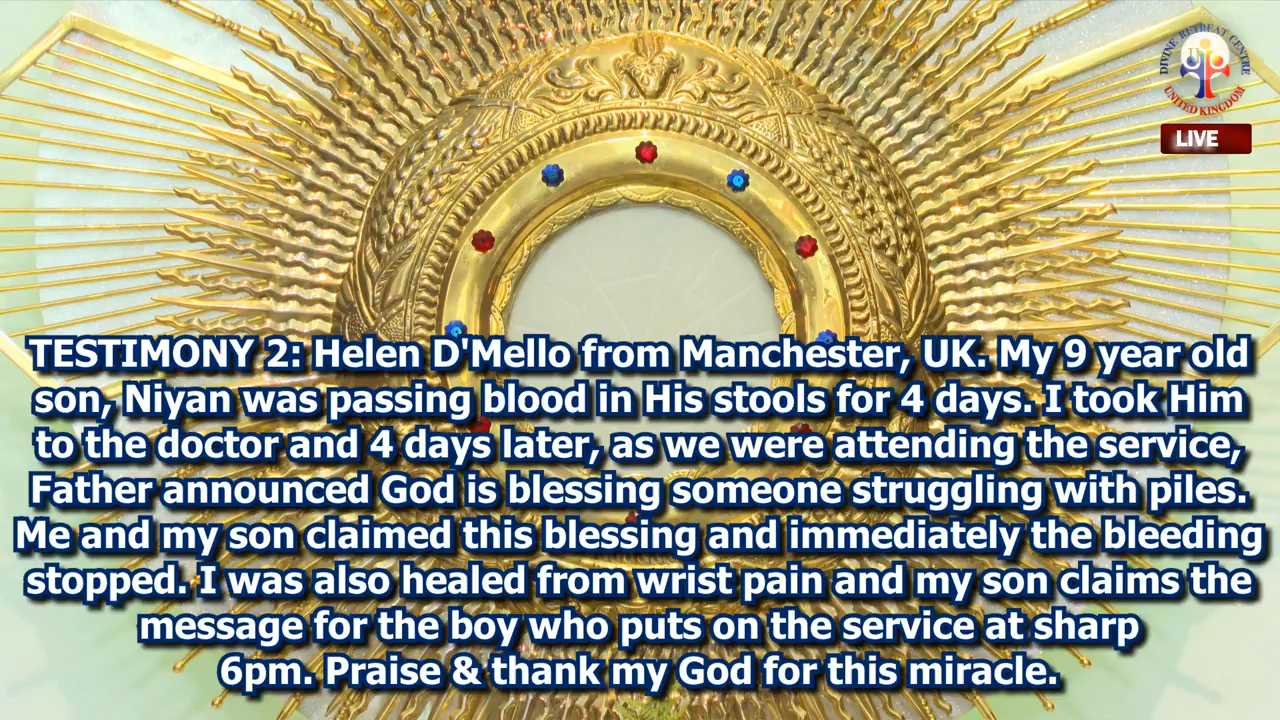 DIVINE RETREAT CENTRE
UNITED KINGDOM
LIVE
TESTIMONY 2: Helen D'Mello from Manchester, UK. My 9 year old
son, Niyan was passing blood in His stools for 4 days. I took Him
to the doctor and 4 days later, as we were attending the service,
Father announced God is blessing someone struggling with piles.
Me and my son claimed this blessing and immediately the bleeding
stopped. I was also healed from wrist pain and my son claims the
message for the boy who puts on the service at sharp
6pm. Praise & thank my God for this miracle.